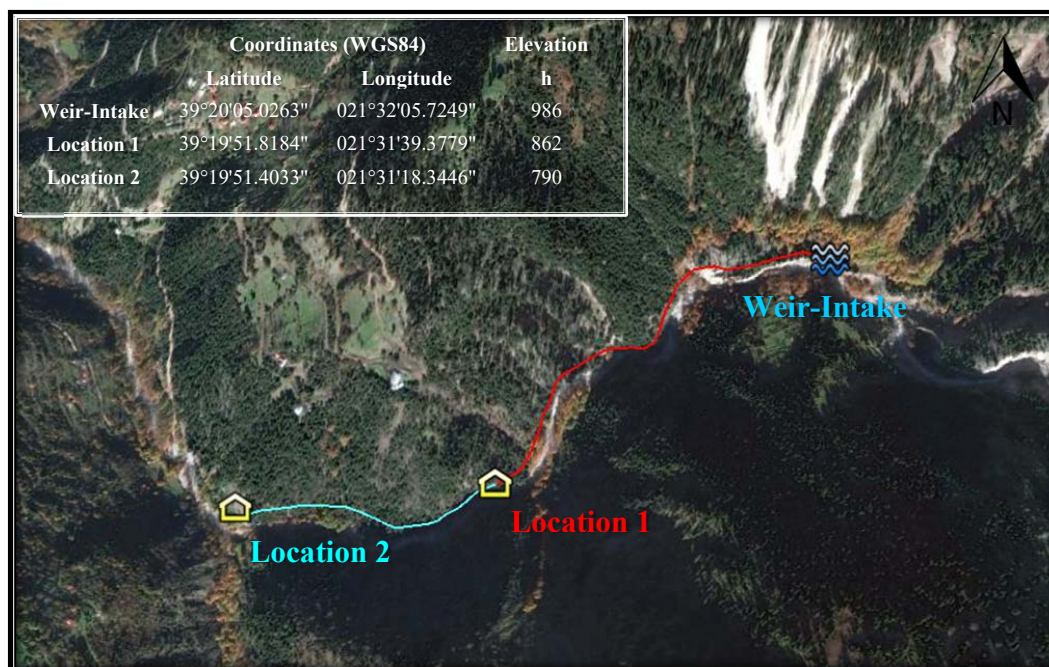 Coordinates (WGS84) Elevation
Latitude Longitude h
Weir-Intake 39°20'05.0263" 021°32'05.7249" 986
Location 1 39°19'51.8184" 021°31'39.3779" 862
Location 2 39°19'51.4033" 021°31'18.3446" 790
N
Weir-Intake
Location 1
Location 2